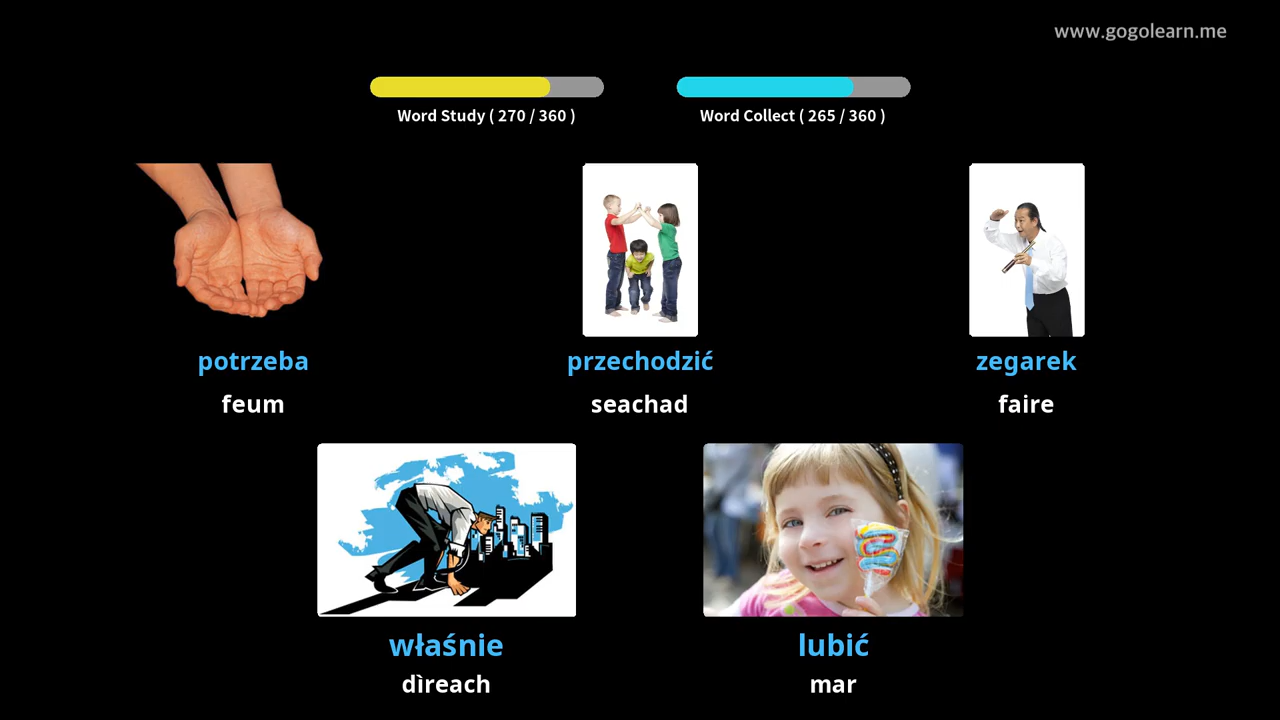 www.gogolearn.me
Word Study ( 270 / 360 )
Word Collect ( 265 / 360 )
potrzeba
feum
przechodzić
seachad
zegarek
faire
właśnie
dìreach
lubić
mar